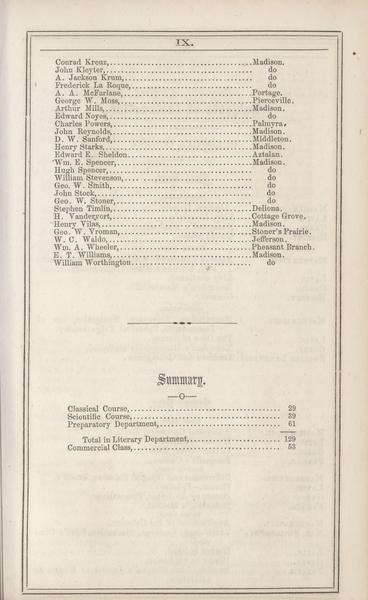 IX.
Conrad Kreuz, Madison.
John Kleyter, do
A. Jackson Krum, do
Frederick La Roque, do
A. A. McFarlane, Portage.
George W. Moss, Pierceville.
Arthur Mills, Madison.
Edward Noyes, do
Charles Powers, Palmyra.
John Reynolds, Madison.
D. W. Sanford, Middleton.
Henry Starks, Madison.
Edward E. Sheldon Aztalan.
Wm. E. Spencer, Madison.
Hugh Spencer, do
William Stevenson, do
Geo. W. Smith, do
John Stock, do
Geo. W. Stoner, do
Stephen Timlin, Deliona.
H. Vandervort, Cottage Grove.
Henry Vilas, Madison.
Geo. W. Vroman, Stoner's Prairie.
W. C. Waldo, Jefferson.
Wm. A. Wheeler, Pheasant Branch.
E. T. Williams, Madison.
William Worthington do
Summary.
—O—
Classical Course, 29
Scientific Course, 39
Preparatory Department, 61
Total in Literary Department, 129
Commercial Class, 53